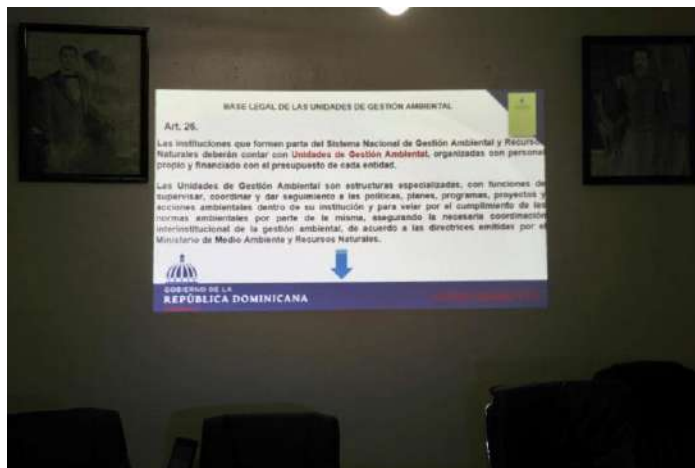 BASE LEGAL DE LAS UNIDADES DE GESTIÓN AMBIENTAL
Art. 26.
Las instituciones que formen parte del Sistema Nacional de Gestión Ambiental y Recursos
Naturales deberán contar con Unidades de Gestión Ambiental, organizadas con personal
propio y financiado con el presupuesto de cada entidad.
Las Unidades de Gestión Ambiental son estructuras especializadas, con funciones de
supervisar, coordinar y dar seguimiento a las políticas, planes, programas, proyectos y
acciones ambientales dentro de su institución y para velar por el cumplimiento de las
normas ambientales por parte de la misma, asegurando la necesaria coordinación
interinstitucional de la gestión ambiental, de acuerdo a las directrices emitidas por el
Ministerio de Medio Ambiente y Recursos Naturales.
GOBIERNO DE LA
REPÚBLICA DOMINICANA